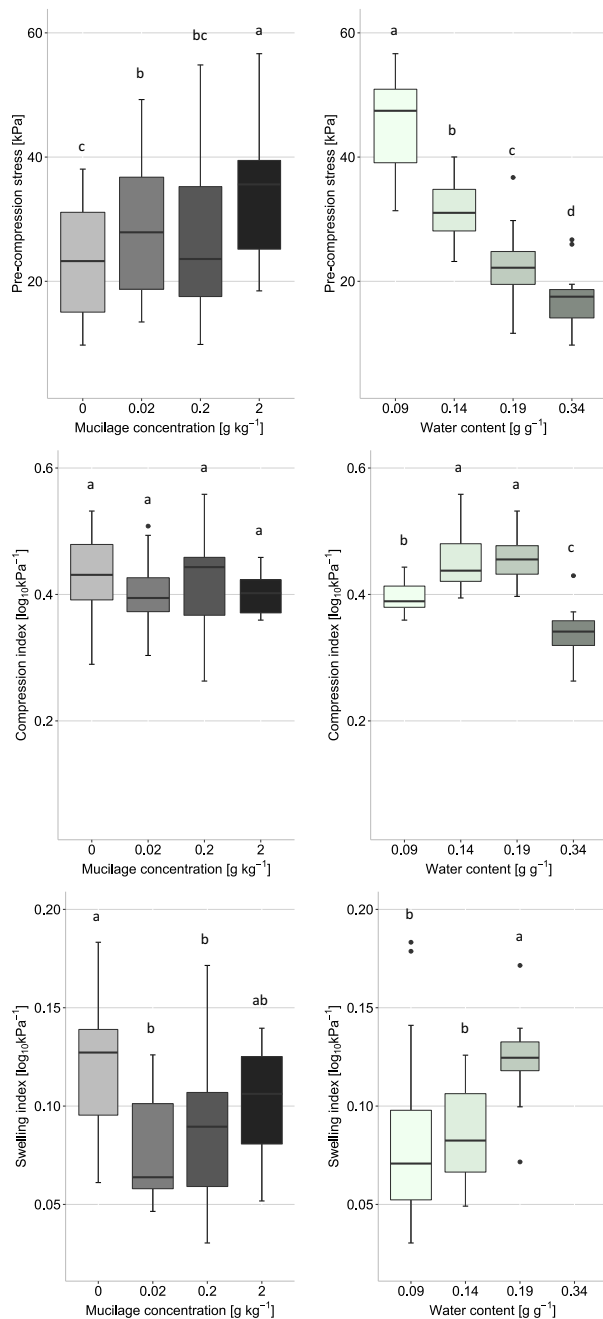 Pre-compression stress [kPa]
60
40
20
c
b
bc
a
0
0.02
0.2
2
Mucilage concentration [g kg⁻¹]
Pre-compression stress [kPa]
60
40
20
a
b
c
d
0.09
0.14
0.19
0.34
Water content [g g⁻¹]
Compression index [log₁₀kPa⁻¹]
0.6
0.4
0.2
a
a
a
a
0
0.02
0.2
2
Mucilage concentration [g kg⁻¹]
Compression index [log₁₀kPa⁻¹]
0.6
0.4
0.2
b
a
a
c
0.09
0.14
0.19
0.34
Water content [g g⁻¹]
Swelling index [log₁₀kPa⁻¹]
0.20
0.15
0.10
0.05
a
b
b
ab
0
0.02
0.2
2
Mucilage concentration [g kg⁻¹]
Swelling index [log₁₀kPa⁻¹]
0.20
0.15
0.10
0.05
b
b
a
0.09
0.14
0.19
0.34
Water content [g g⁻¹]